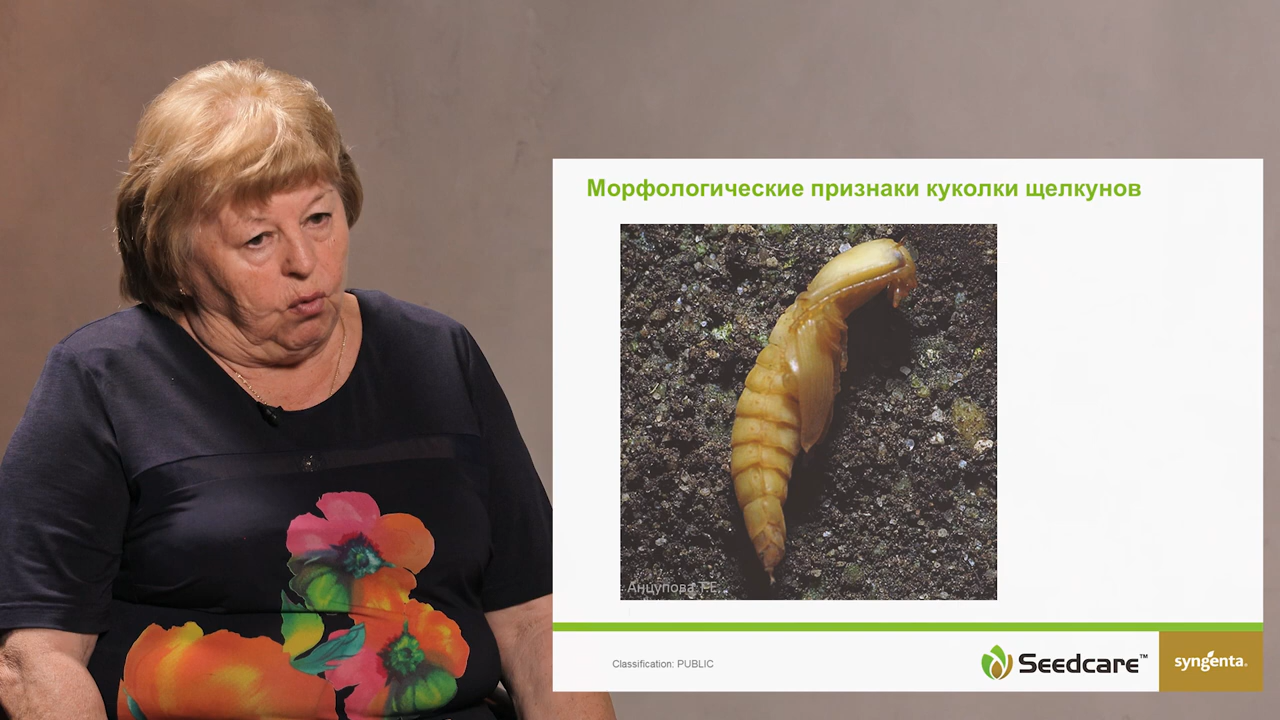 Морфологические признаки куколки щелкунов
Анцупова Т.Е.
Classification: PUBLIC
Seedcare™
syngenta®